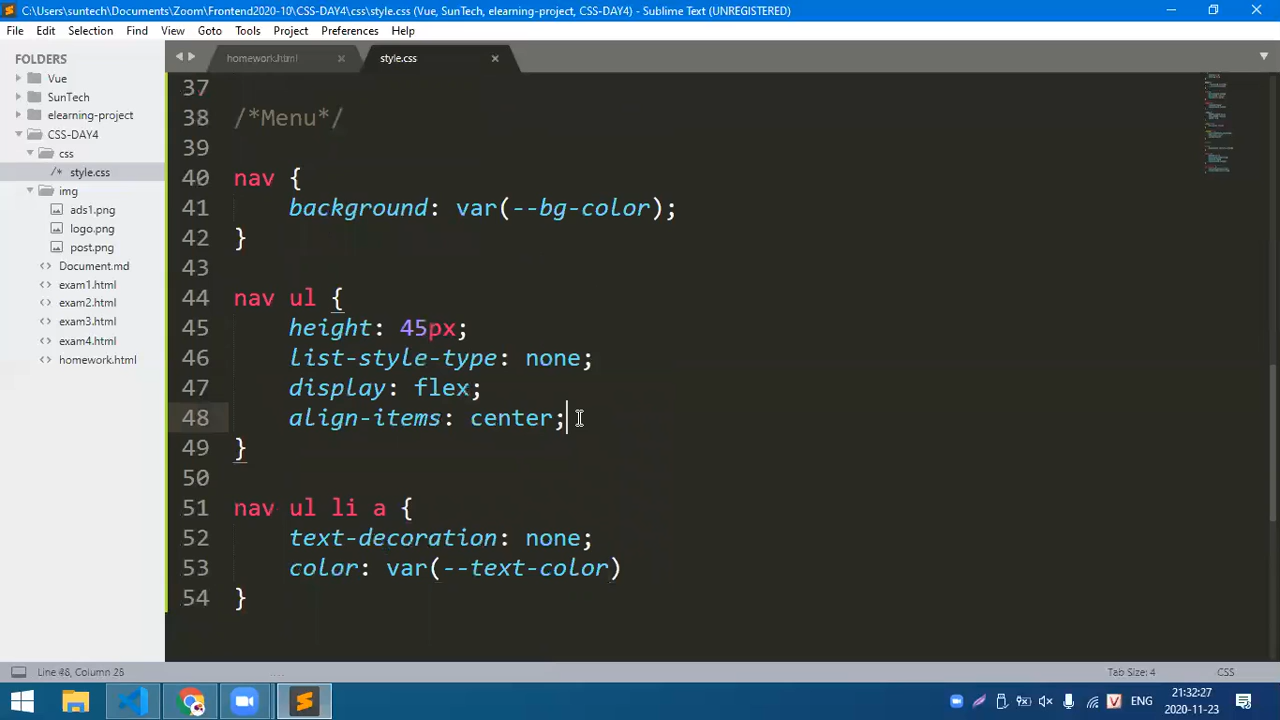 C:\Users\suntech\Documents\Zoom\Frontend2020-10\CSS-DAY4\css\style.css (Vue, SunTech, elearning-project, CSS-DAY4) - Sublime Text (UNREGISTERED)
File Edit Selection Find View Goto Tools Project Preferences Help
FOLDERS
Vue
SunTech
elearning-project
CSS-DAY4
css
/* style.css
img
ads1.png
logo.png
post.png
Document.md
exam1.html
exam2.html
exam3.html
exam4.html
homework.html
homework.html style.css
37
38 /*Menu*/
39
40 nav {
41 background: var(--bg-color);
42 }
43
44 nav ul {
45 height: 45px;
46 list-style-type: none;
47 display: flex;
48 align-items: center;
49 }
50
51 nav ul li a {
52 text-decoration: none;
53 color: var(--text-color)
54 }
Line 48, Column 25
Tab Size: 4 CSS
ENG
21:32:27
2020-11-23